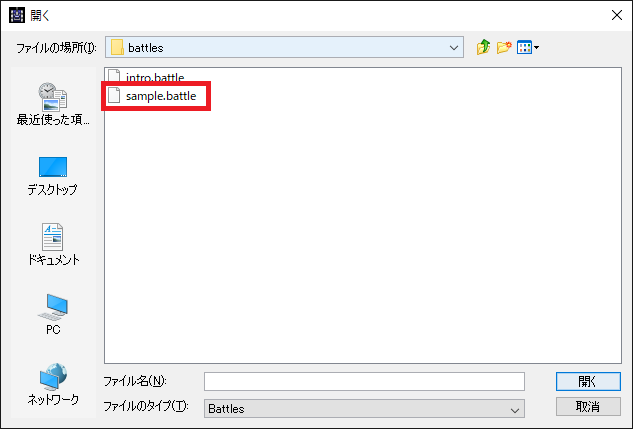 開く
ファイルの場所(I):
battles
intro.battle
sample.battle
最近使った項...
デスクトップ
ドキュメント
PC
ネットワーク
ファイル名(N):
開く
ファイルのタイプ(T):
Battles
取消